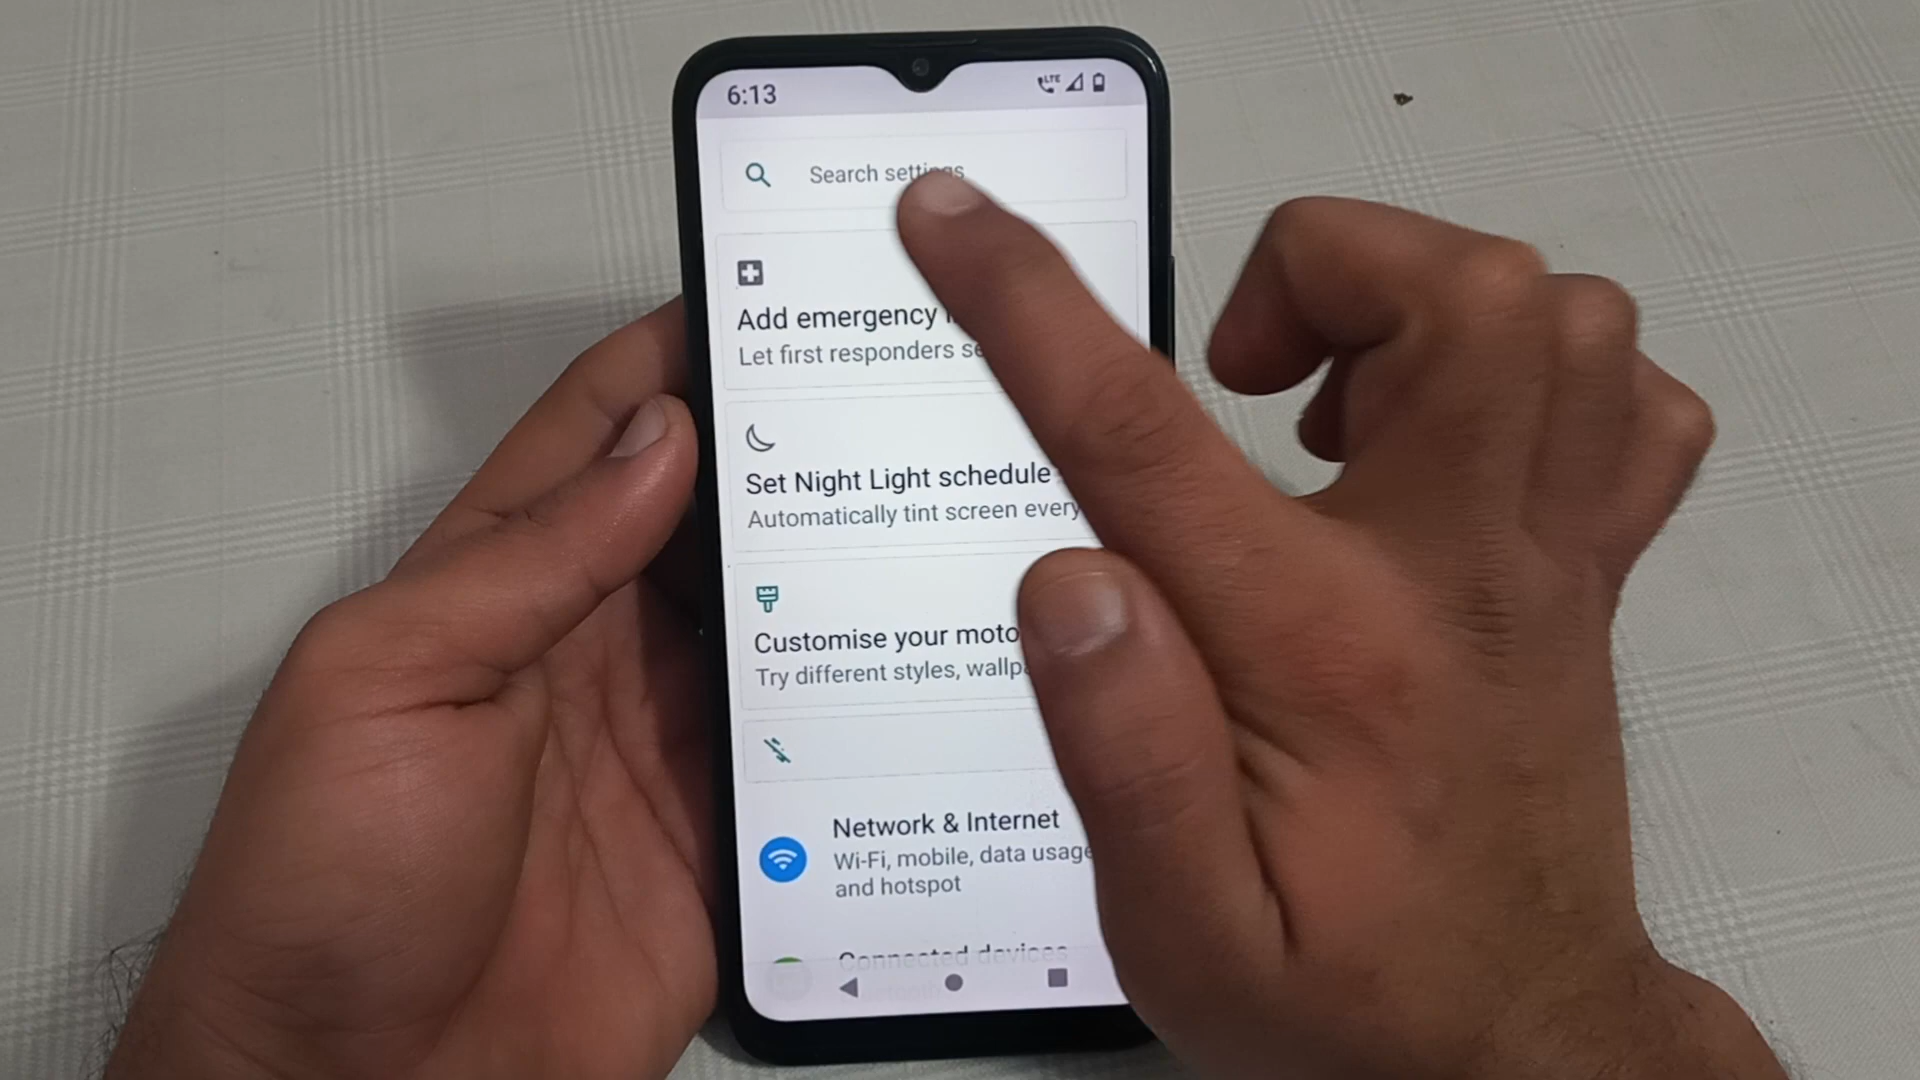 6:13
LTE
Search settings
Add emergency
Let first responders
Set Night Light schedule
Automatically tint screen every
Customise your moto
Try different styles,
Network & Internet
Wi-Fi, mobile, data usage
and hotspot
Connected devices